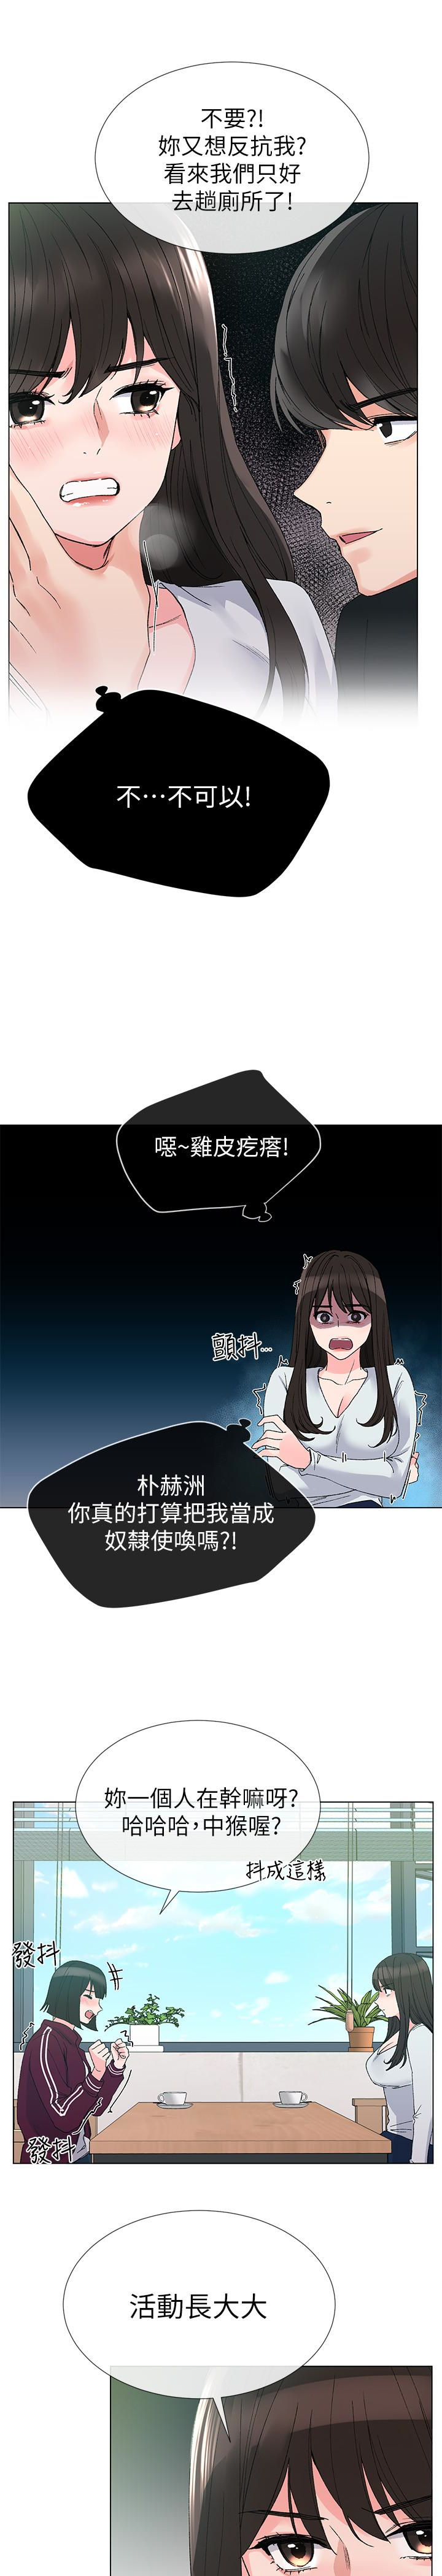 不要?!
妳又想反抗我?
看來我們只好
去趟廁所了!
不…不可以!
噁~雞皮疙瘩!
顫抖…
朴赫洲
你真的打算把我當成
奴隸使喚嗎?!
妳一個人在幹嘛呀?
哈哈哈,中猴喔?
抖成這樣
發抖
發抖
活動長大大